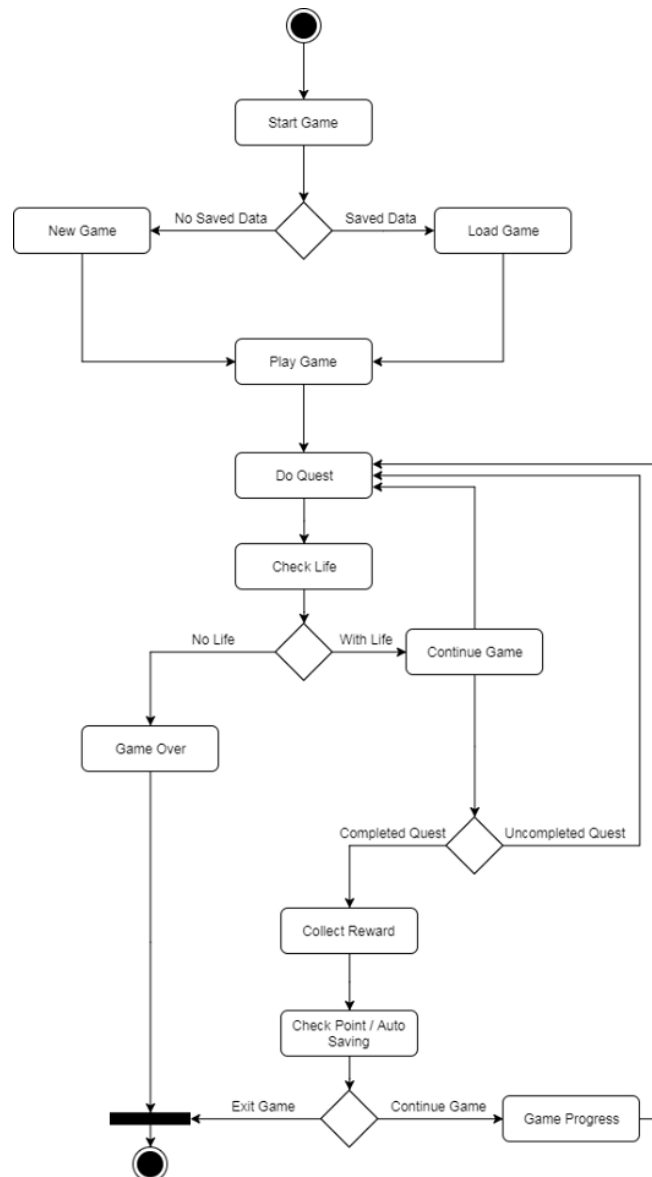 Start Game
No Saved Data
Saved Data
New Game
Load Game
Play Game
Do Quest
Check Life
No Life
With Life
Continue Game
Game Over
Completed Quest
Uncompleted Quest
Collect Reward
Check Point / Auto
Saving
Exit Game
Continue Game
Game Progress